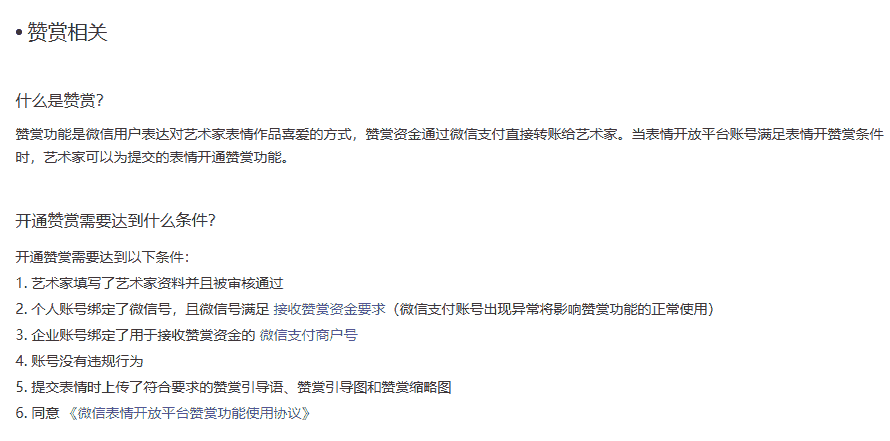 • 赞赏相关
什么是赞赏？
赞赏功能是微信用户表达对艺术家表情作品喜爱的方式，赞赏资金通过微信支付直接转账给艺术家。当表情开放平台账号满足表情开赞赏条件
时，艺术家可以为提交的表情开通赞赏功能。
开通赞赏需要达到什么条件？
开通赞赏需要达到以下条件：
1. 艺术家填写了艺术家资料并且被审核通过
2. 个人账号绑定了微信号，且微信号满足 接收赞赏资金要求（微信支付账号出现异常将影响赞赏功能的正常使用）
3. 企业账号绑定了用于接收赞赏资金的 微信支付商户号
4. 账号没有违规行为
5. 提交表情时上传了符合要求的赞赏引导语、赞赏引导图和赞赏缩略图
6. 同意 《微信表情开放平台赞赏功能使用协议》